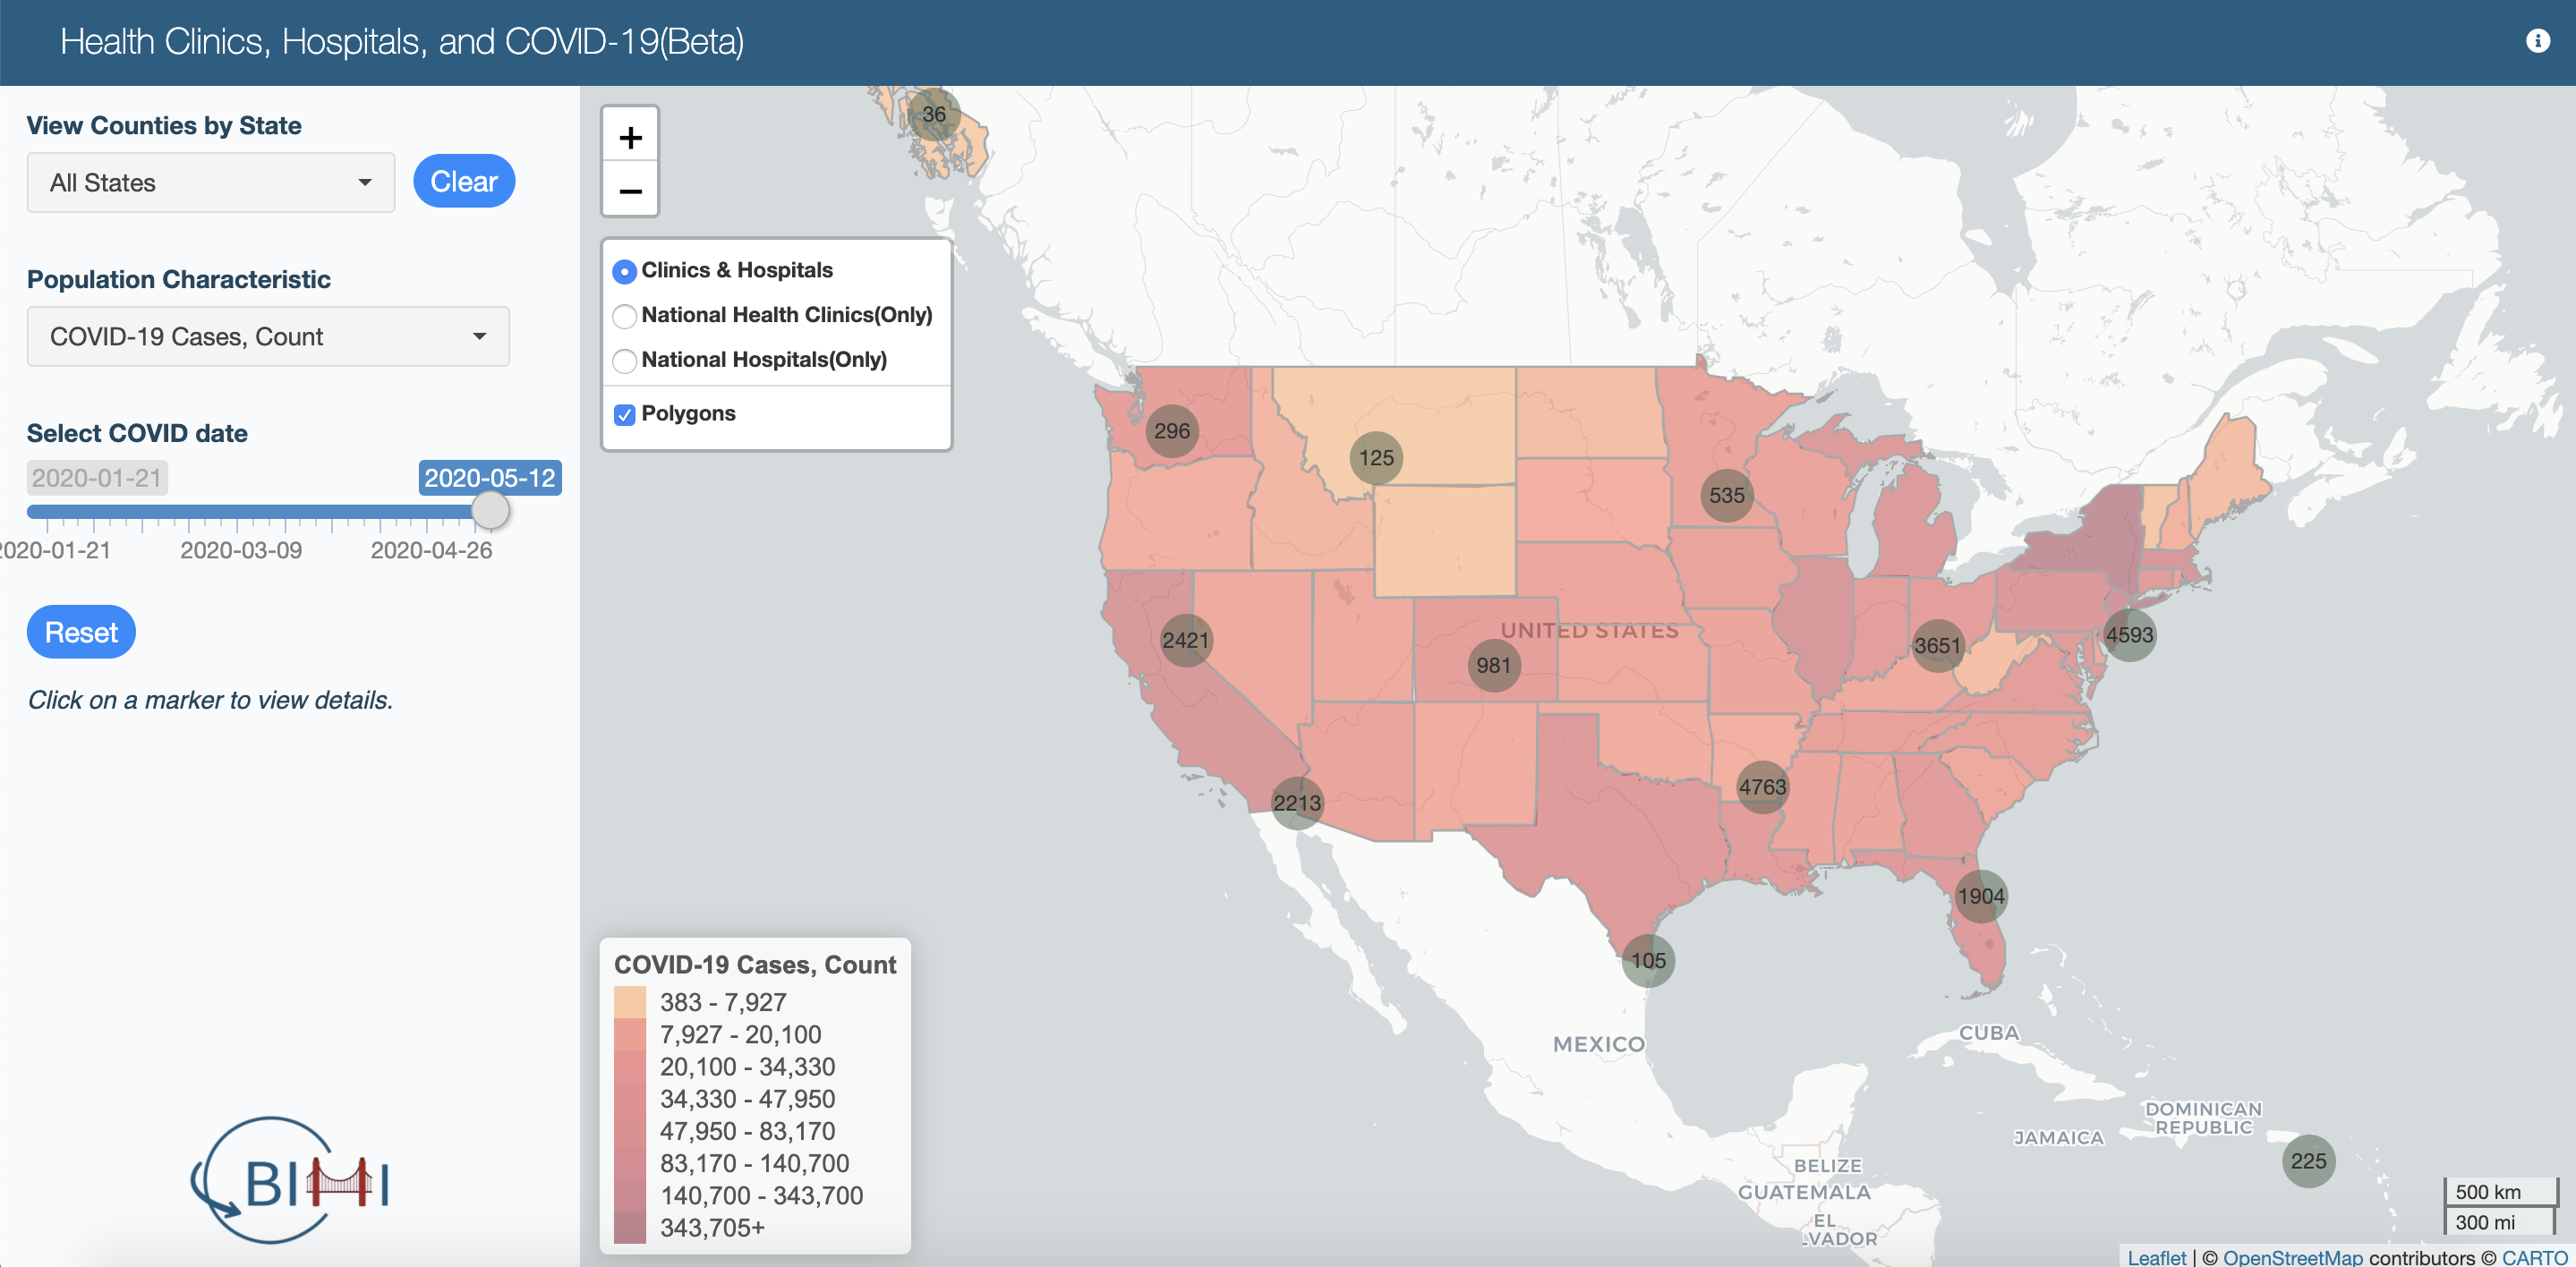 Health Clinics, Hospitals, and COVID-19(Beta)
View Counties by State
All States
Clear
Population Characteristic
COVID-19 Cases, Count
Select COVID date
2020-01-21
2020-05-12
2020-01-21
2020-03-09
2020-04-26
Reset
Click on a marker to view details.
BIMI
+
−
Clinics & Hospitals
National Health Clinics(Only)
National Hospitals(Only)
Polygons
36
296
125
535
2421
UNITED STATES
981
3651
4593
2213
4763
1904
105
MEXICO
CUBA
DOMINICAN
REPUBLIC
JAMAICA
225
BELIZE
GUATEMALA
EL
VADOR
COVID-19 Cases, Count
383 - 7,927
7,927 - 20,100
20,100 - 34,330
34,330 - 47,950
47,950 - 83,170
83,170 - 140,700
140,700 - 343,700
343,705+
500 km
300 mi
Leaflet | © OpenStreetMap contributors © CARTO